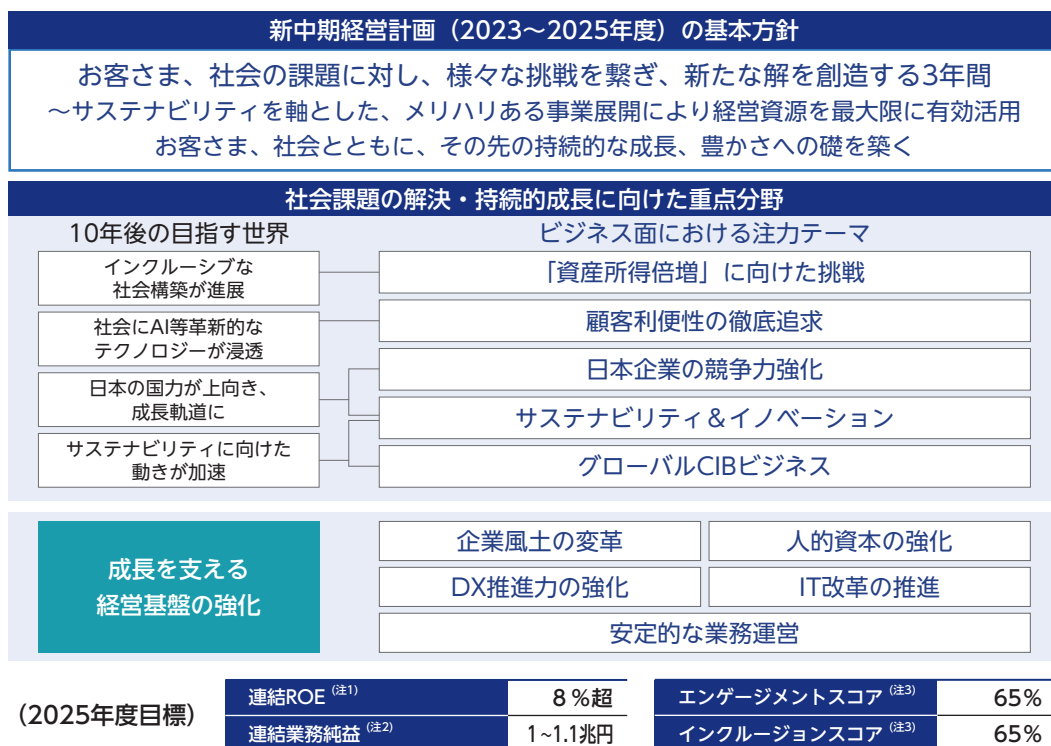 新中期経営計画（2023～2025年度）の基本方針
お客さま、社会の課題に対し、様々な挑戦を繋ぎ、新たな解を創造する3年間
～サステナビリティを軸とした、メリハリある事業展開により経営資源を最大限に有効活用
お客さま、社会とともに、その先の持続的な成長、豊かさへの礎を築く
社会課題の解決・持続的成長に向けた重点分野
10年後の目指す世界
ビジネス面における注力テーマ
インクルーシブな
社会構築が進展
「資産所得倍増」に向けた挑戦
社会にAI等革新的な
テクノロジーが浸透
顧客利便性の徹底追求
日本の国力が上向き、
成長軌道に
日本企業の競争力強化
サステナビリティ＆イノベーション
サステナビリティに向けた
動きが加速
グローバルCIBビジネス
成長を支える
経営基盤の強化
企業風土の変革
人的資本の強化
DX推進力の強化
IT改革の推進
安定的な業務運営
（2025年度目標）
連結ROE（注1） 8％超
連結業務純益（注2） 1~1.1兆円
エンゲージメントスコア（注3） 65%
インクルージョンスコア（注3） 65%